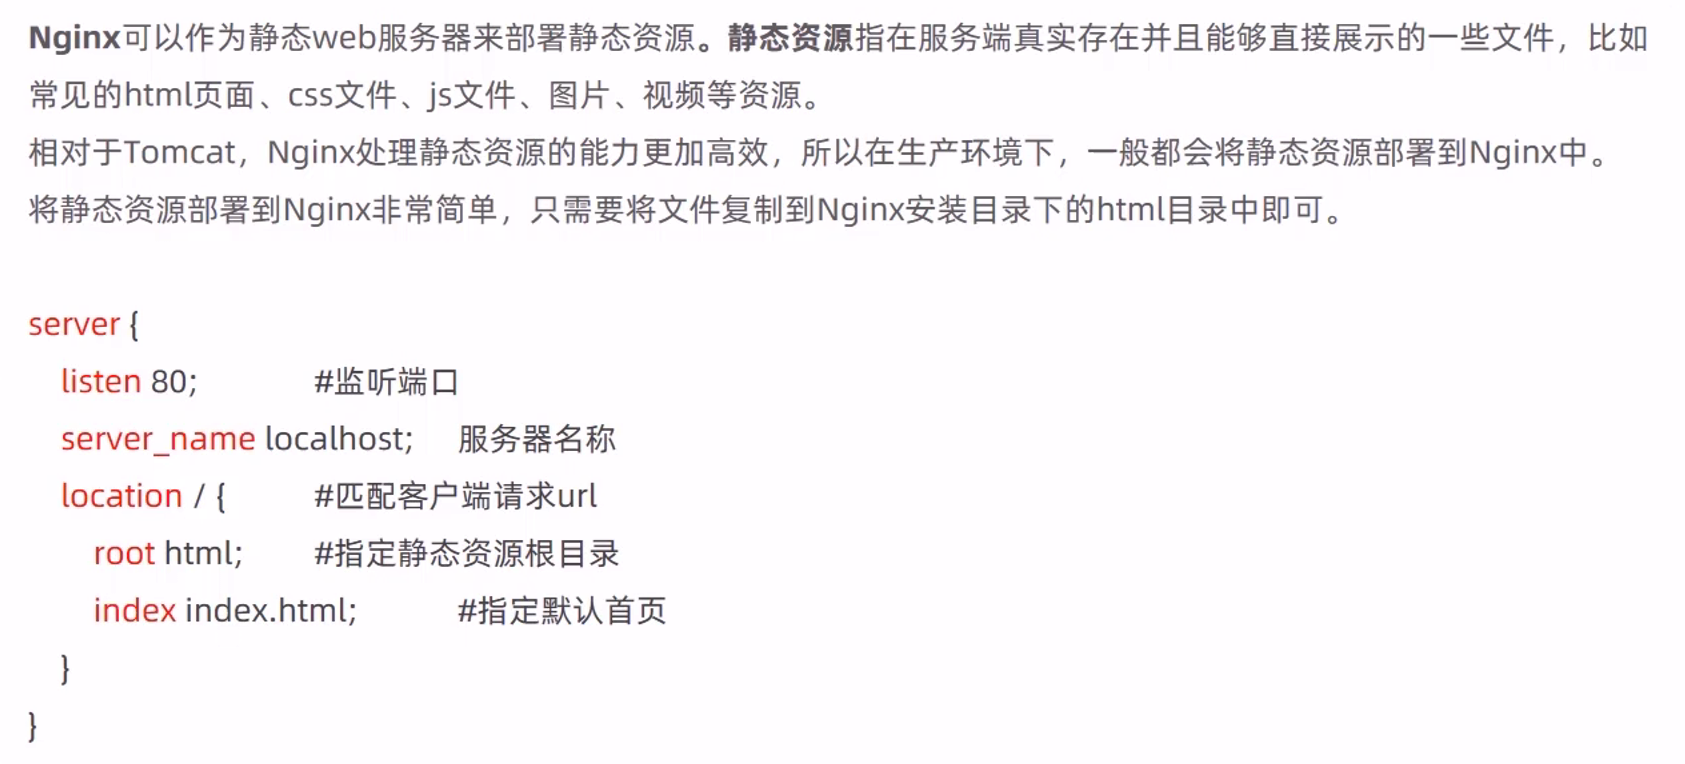 Nginx可以作为静态web服务器来部署静态资源。静态资源指在服务端真实存在并且能够直接展示的一些文件，比如
常见的html页面、css文件、js文件、图片、视频等资源。
相对于Tomcat，Nginx处理静态资源的能力更加高效，所以在生产环境下，一般都会将静态资源部署到Nginx中。
将静态资源部署到Nginx非常简单，只需要将文件复制到Nginx安装目录下的html目录中即可。
server {
listen 80; #监听端口
server_name localhost; 服务器名称
location / { #匹配客户端请求url
root html; #指定静态资源根目录
index index.html; #指定默认首页
}
}